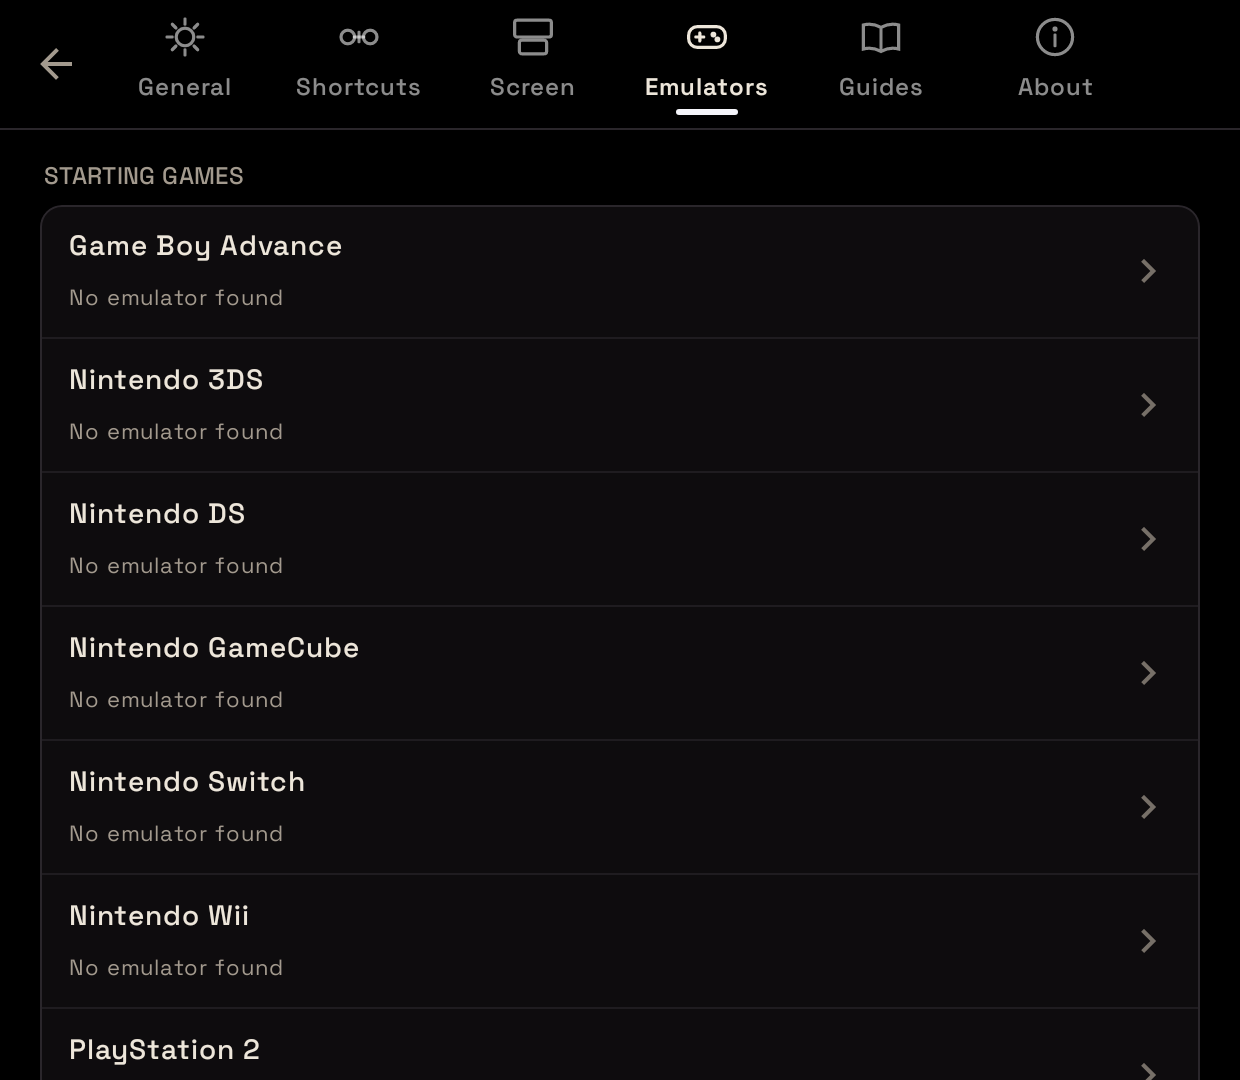 General
Shortcuts
Screen
Emulators
Guides
About
STARTING GAMES
Game Boy Advance
No emulator found
Nintendo 3DS
No emulator found
Nintendo DS
No emulator found
Nintendo GameCube
No emulator found
Nintendo Switch
No emulator found
Nintendo Wii
No emulator found
PlayStation 2